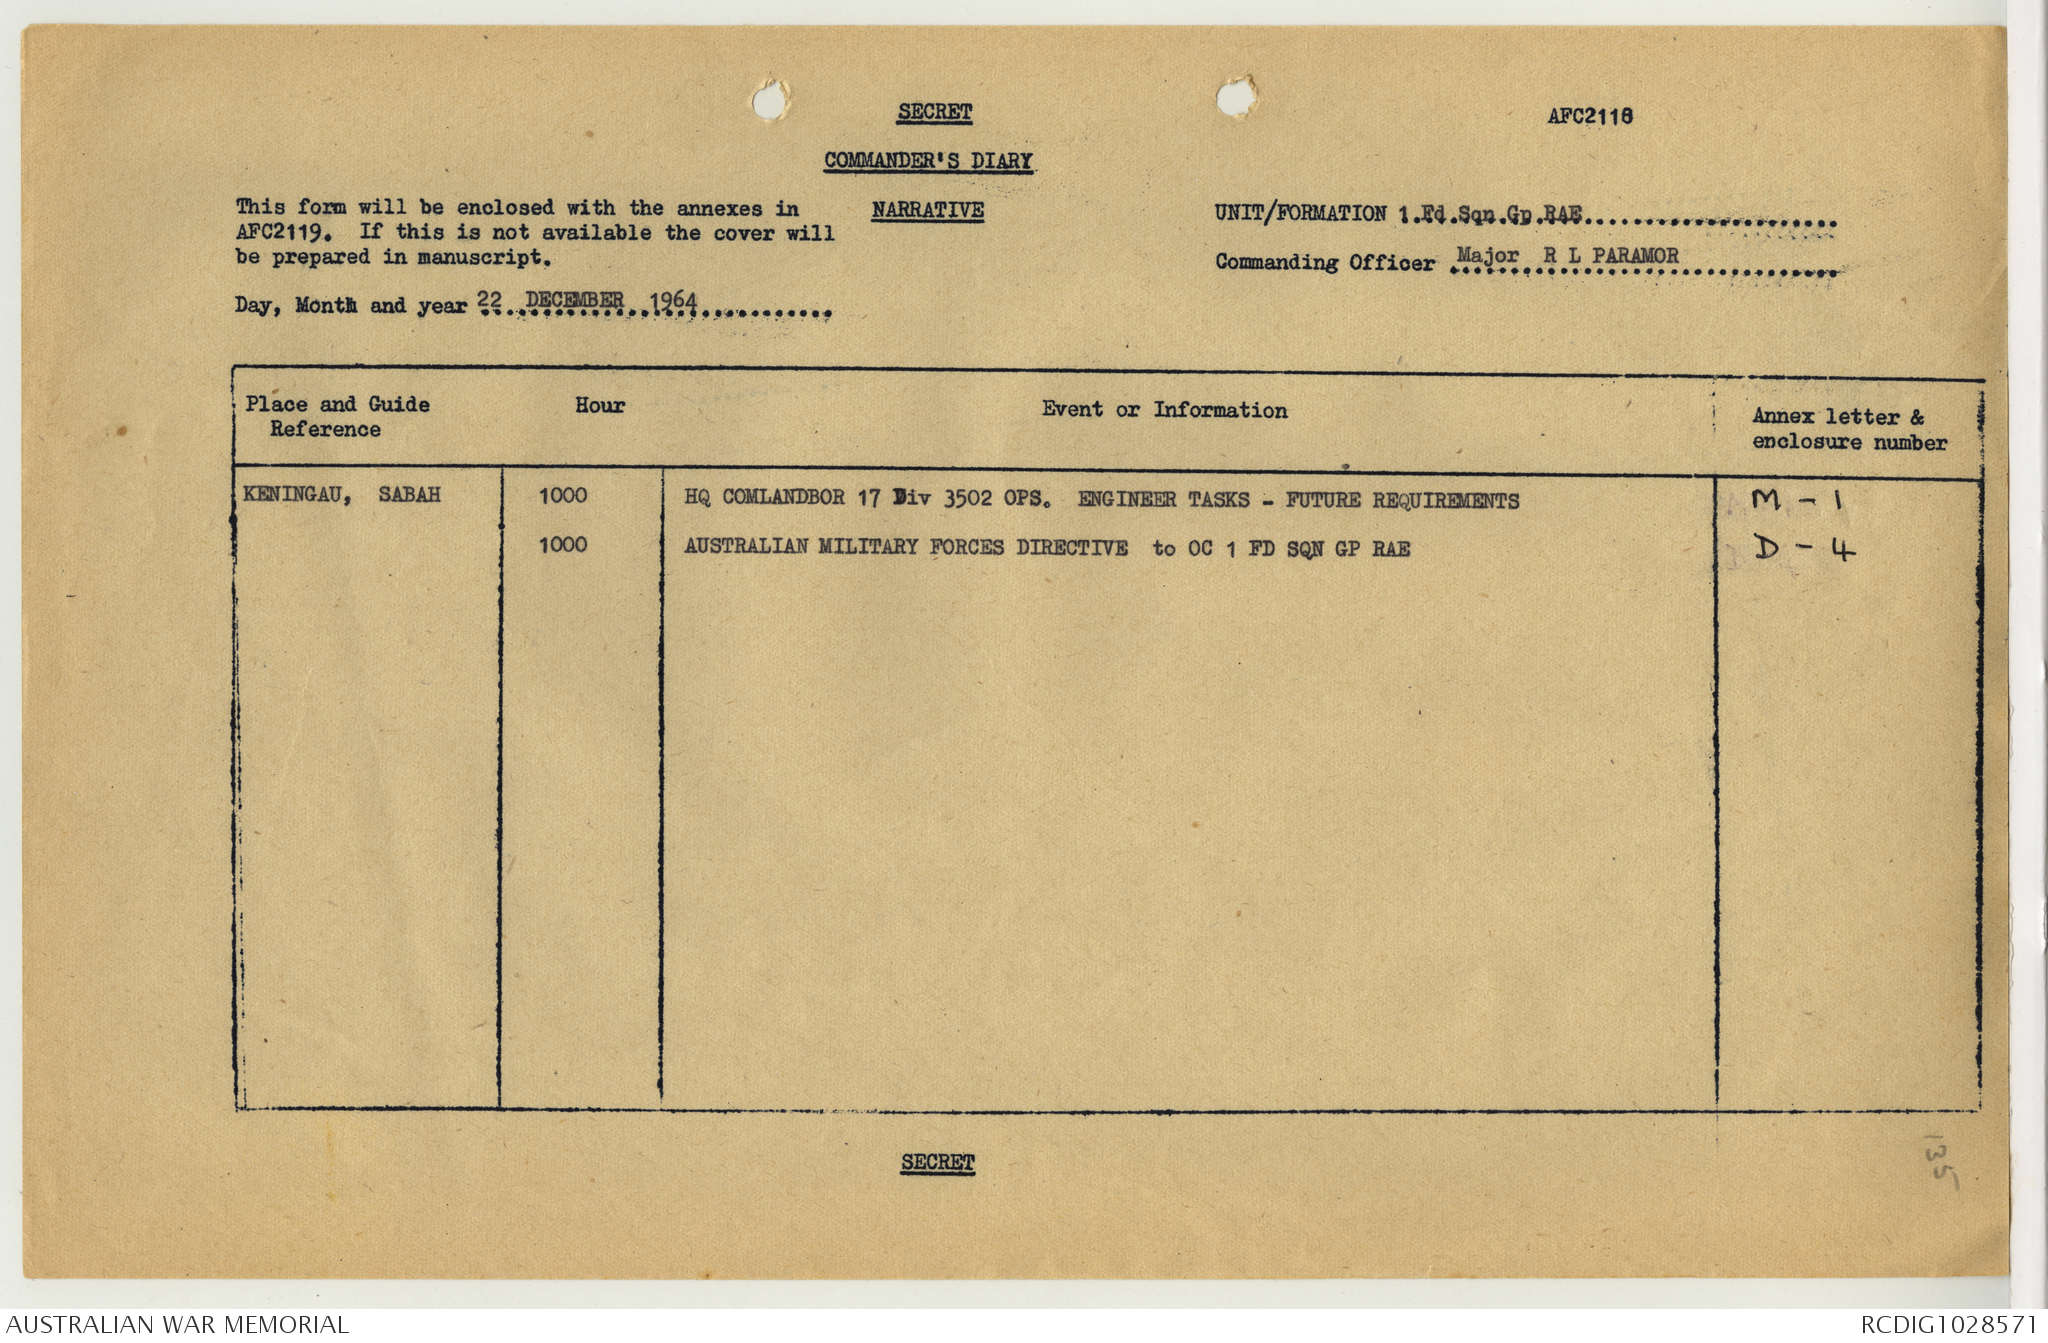 SECRET
AFC2118
COMMANDER'S DIARY
This form will be enclosed with the annexes in
AFC2119. If this is not available the cover will
be prepared in manuscript.
NARRATIVE
UNIT/FORMATION 1 Fd Sqn Gp RAE
Commanding Officer Major R L PARAMOR
Day, Month and year 22 DECEMBER 1964
Place and Guide
Reference
Hour
Event or Information
Annex letter &
enclosure number
KENINGAU, SABAH 1000 HQ COMLANDBOR 17 Div 3502 OPS. ENGINEER TASKS - FUTURE REQUIREMENTS M - 1
1000 AUSTRALIAN MILITARY FORCES DIRECTIVE to OC 1 FD SQN GP RAE D - 4
SECRET
135
AUSTRALIAN WAR MEMORIAL
RCDIG1028571